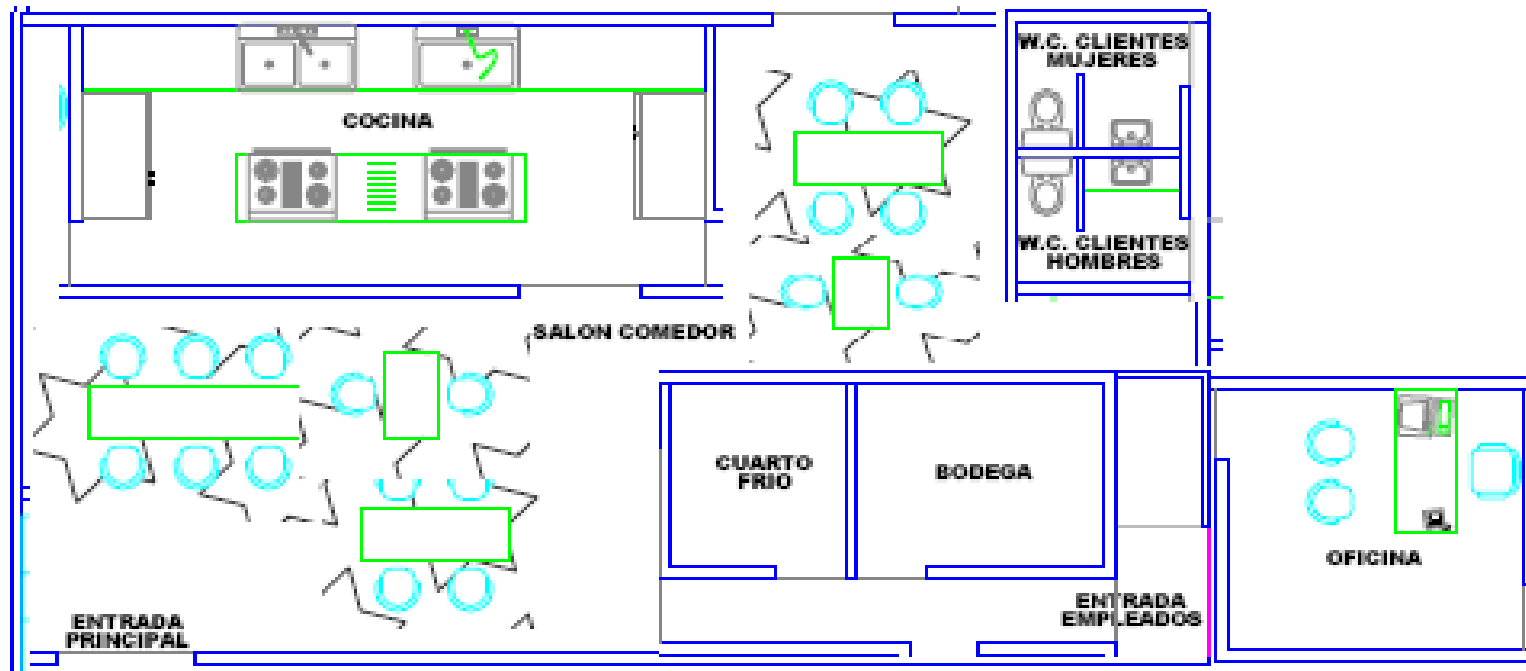 W.C. CLIENTES
MUJERES
COCINA
W.C. CLIENTES
HOMBRES
SALON COMEDOR
CUARTO
FRIO
BODEGA
OFICINA
ENTRADA
EMPLEADOS
ENTRADA
PRINCIPAL